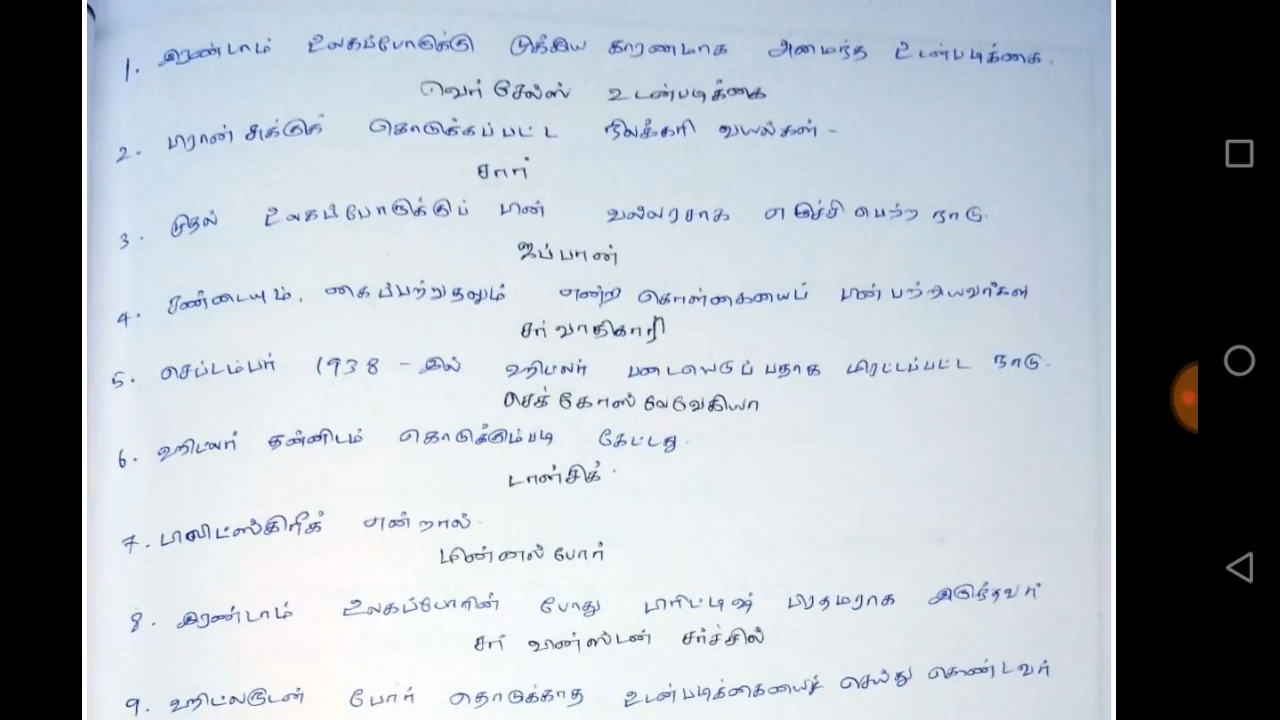 1. இரண்டாம் உலகப்போருக்கு முக்கிய காரணமாக அமைந்த உடன்படிக்கை.
வெர்சேல்ஸ் உடன்படிக்கை
2. பிரான்சுக்குக் கொடுக்கப்பட்ட நிலக்கரி வயல்கள் -
சார்
3. முதல் உலகப்போருக்குப் பின் வல்லரசாக எழுச்சி பெற்ற நாடு.
ஜப்பான்
4. சண்டையும், கைப்பற்றுதலும் என்ற கொள்கையைப் பின்பற்றியவர்கள்
சர்வாதிகாரி
5. செப்டம்பர் 1938 - இல் ஹிட்லர் படையெடுப்பதாக மிரட்டப்பட்ட நாடு.
செக்கோஸ்லேவேகியா
6. ஹிட்லர் தன்னிடம் கொடுக்கும்படி கேட்டது.
டான்சிக்.
7. பிலிட்ஸ்கிரீக் என்றால்.
மின்னல் போர்
8. இரண்டாம் உலகப்போரின் போது பிரிட்டிஷ் பிரதமராக இருந்தவர்
சர் வின்ஸ்டன் சர்ச்சில்
9. ஹிட்லருடன் போர் தொடுக்காத உடன்படிக்கையைச் செய்து கொண்டவர்